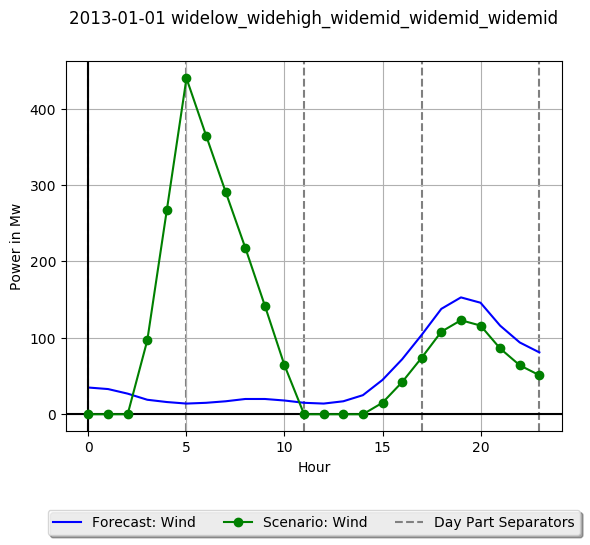 2013-01-01 widelow_widehigh_widemid_widemid_widemid
400
300
200
100
0
Power in Mw
0 5 10 15 20
Hour
Forecast: Wind Scenario: Wind Day Part Separators